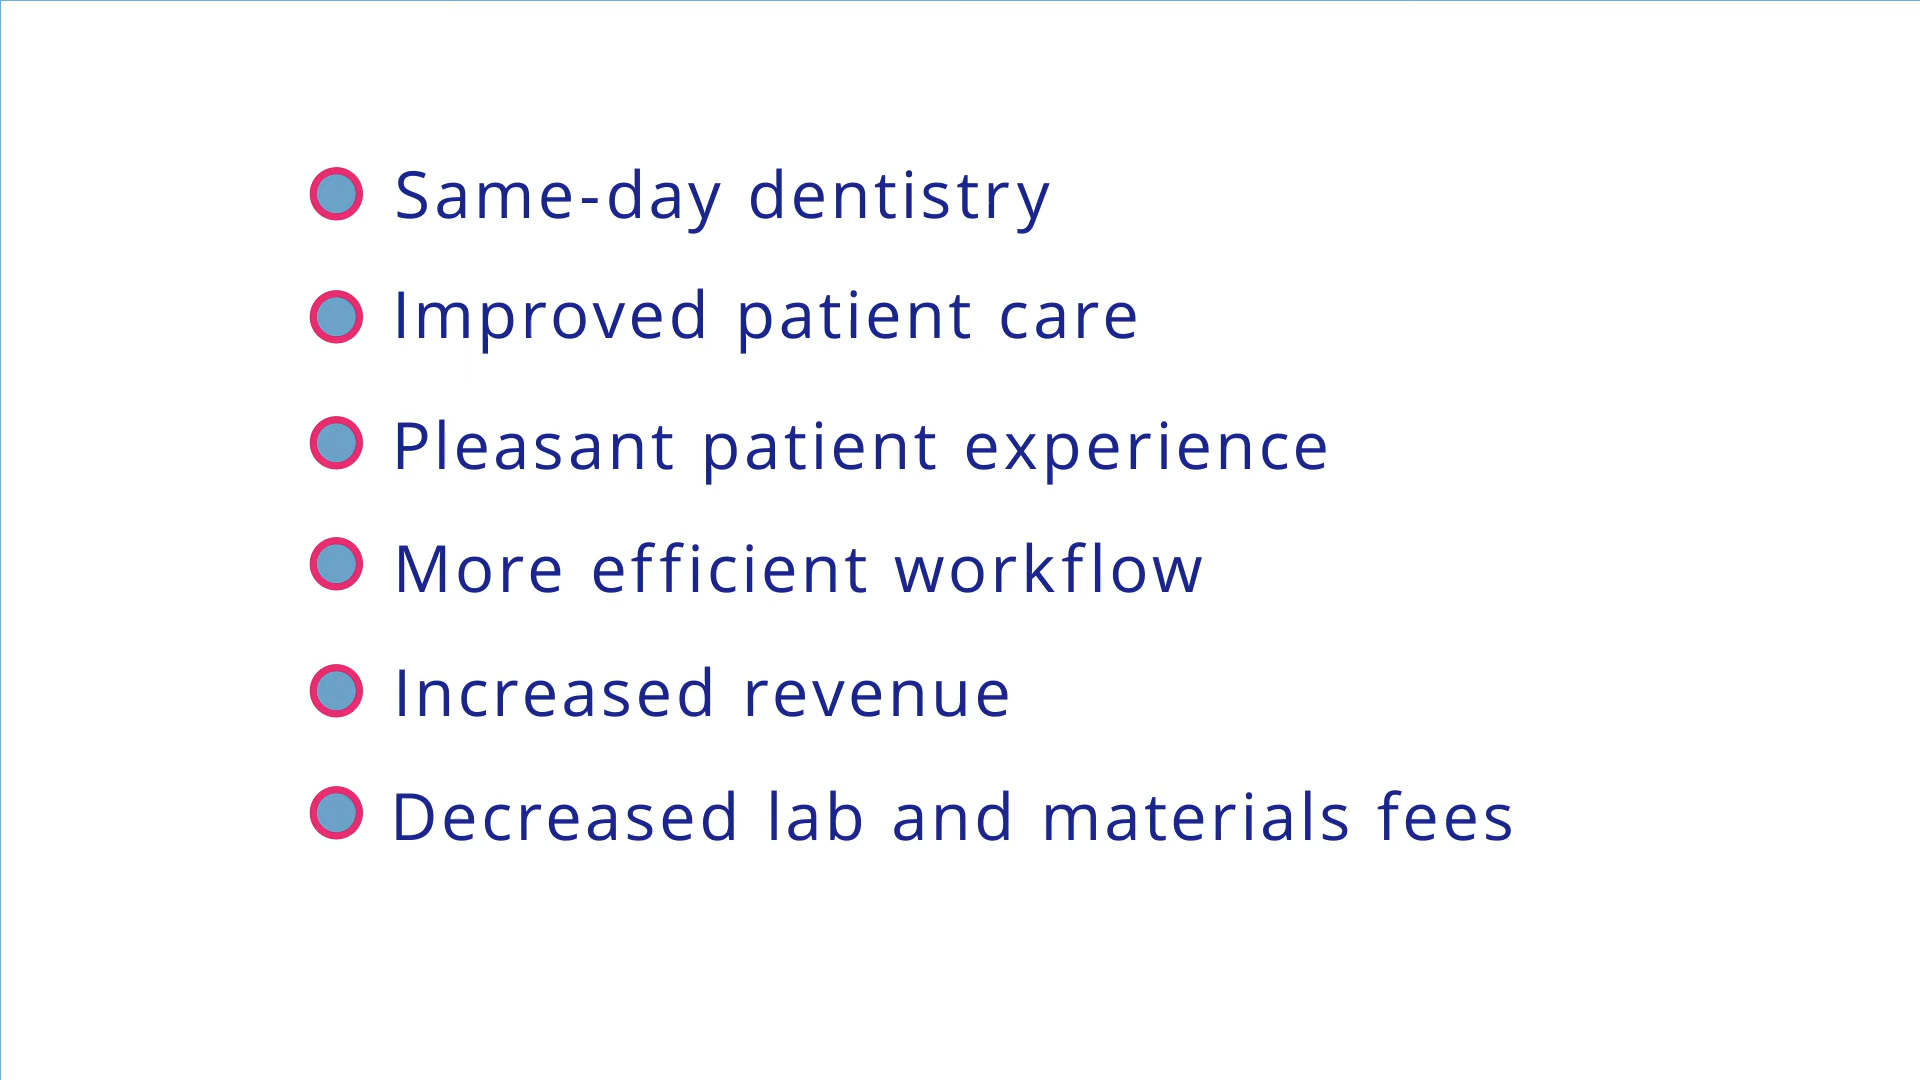 Same-day dentistry
Improved patient care
Pleasant patient experience
More efficient workflow
Increased revenue
Decreased lab and materials fees